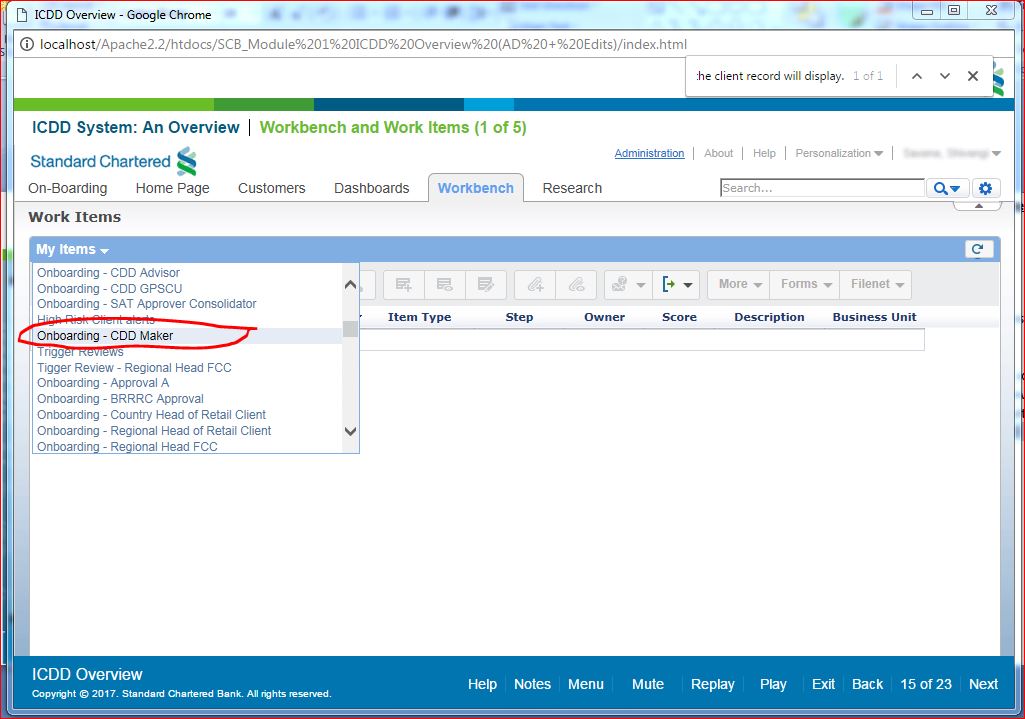 ICDD Overview - Google Chrome
localhost/Apache2.2/htdocs/SCB_Module%201%20ICDD%20Overview%20(AD%20+%20Edits)/index.html
the client record will display. 1 of 1
ICDD System: An Overview | Workbench and Work Items (1 of 5)
Standard Chartered
Administration | About | Help | Personalization
On-Boarding Home Page Customers Dashboards Workbench Research
Search...
Work Items
My Items
Onboarding - CDD Advisor
Onboarding - CDD GPSCU
Onboarding - SAT Approver Consolidator
High Risk Client alerts
Onboarding - CDD Maker
Trigger Reviews
Tigger Review - Regional Head FCC
Onboarding - Approval A
Onboarding - BRRRC Approval
Onboarding - Country Head of Retail Client
Onboarding - Regional Head of Retail Client
Onboarding - Regional Head FCC
More Forms Filenet
Item Type Step Owner Score Description Business Unit
ICDD Overview
Copyright © 2017. Standard Chartered Bank. All rights reserved.
Help Notes Menu Mute Replay Play Exit Back 15 of 23 Next